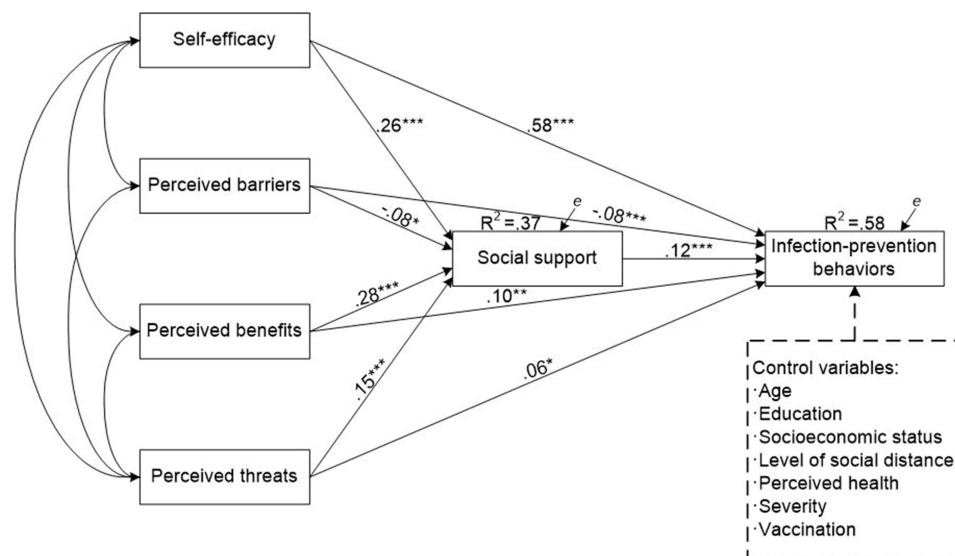 Self-efficacy
.26***
.58***
Perceived barriers
-.08*
-.08***
R² =.37
e
Social support
.12***
R² =.58
e
Infection-prevention
behaviors
Perceived benefits
.28***
.10**
.15***
.06*
Perceived threats
Control variables:
·Age
·Education
·Socioeconomic status
·Level of social distance
·Perceived health
·Severity
·Vaccination